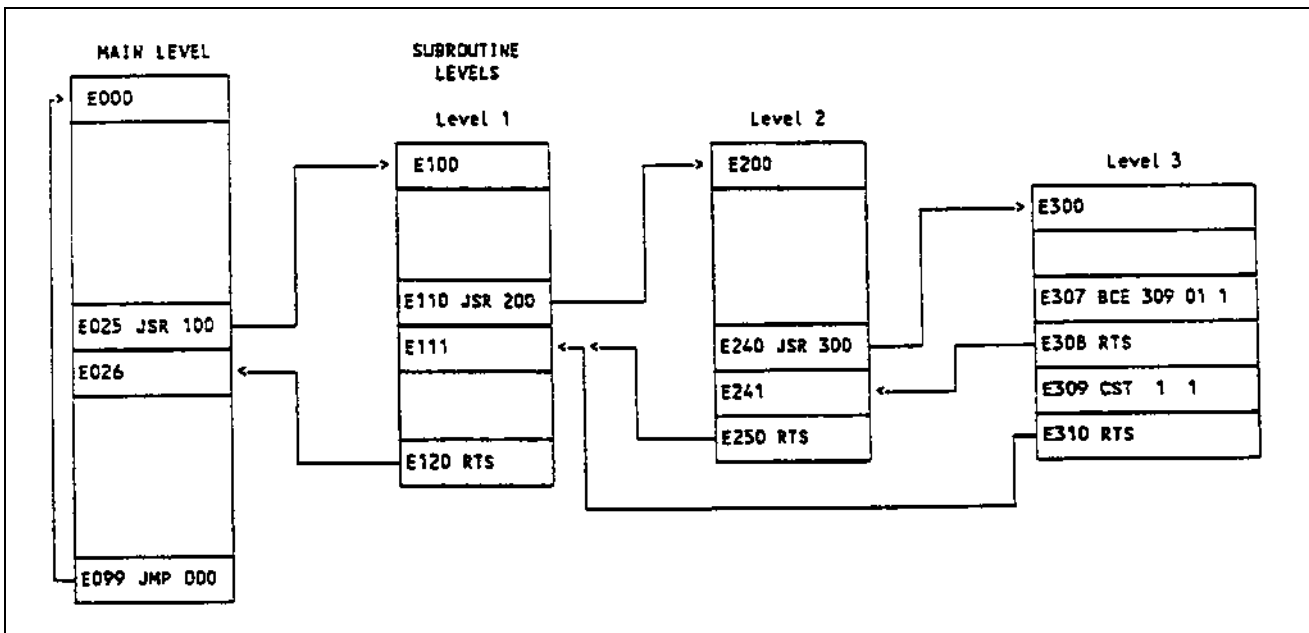 MAIN LEVEL
E000
E025 JSR 100
E026
E099 JMP 000
SUBROUTINE
LEVELS
Level 1
E100
E110 JSR 200
E111
E120 RTS
Level 2
E200
E240 JSR 300
E241
E250 RTS
Level 3
E300
E307 BCE 309 01 1
E308 RTS
E309 CST 1 1
E310 RTS